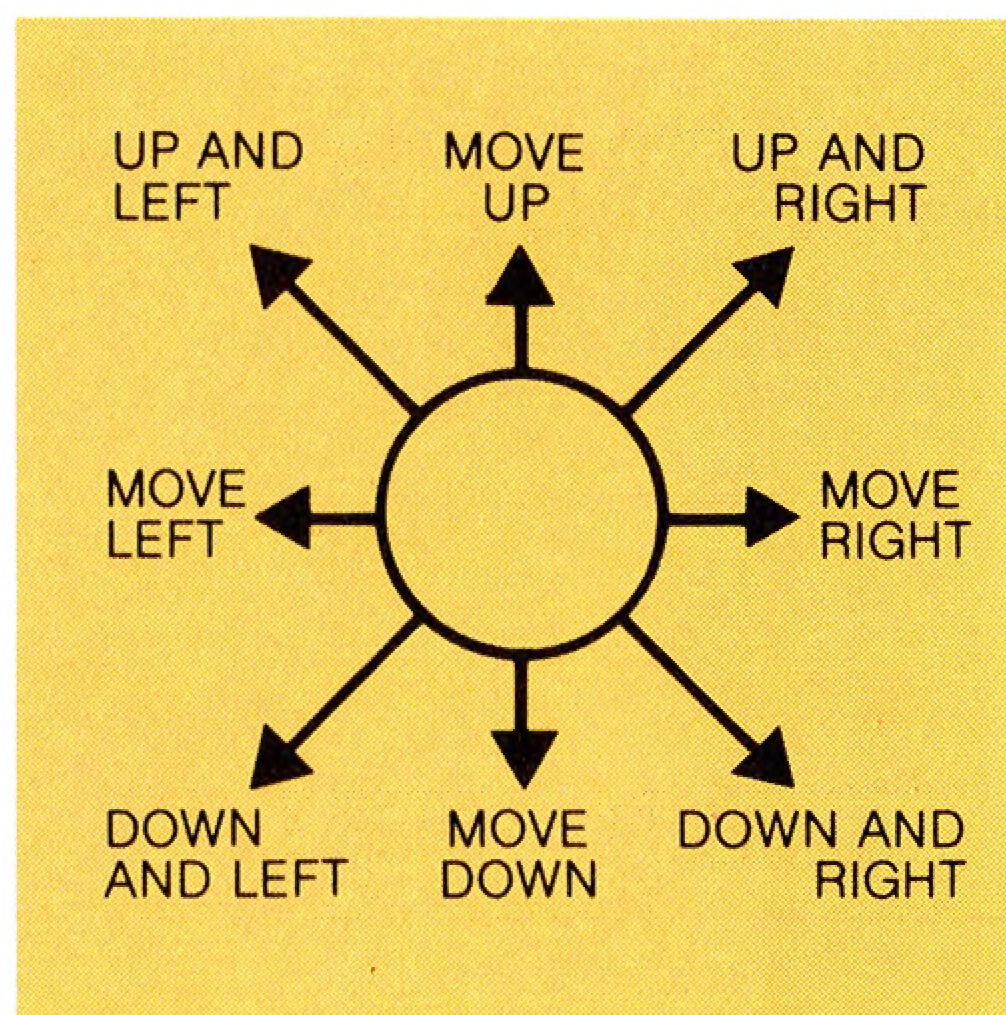 UP AND
LEFT
MOVE
UP
UP AND
RIGHT
MOVE
LEFT
MOVE
RIGHT
DOWN
AND LEFT
MOVE
DOWN
DOWN AND
RIGHT